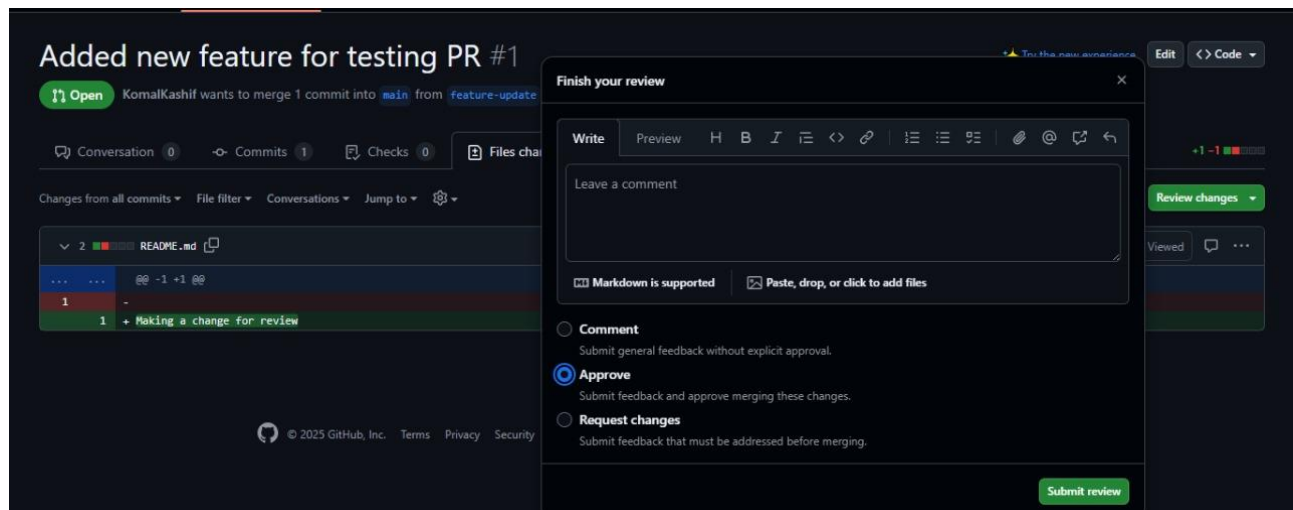 Added new feature for testing PR #1
Try the new experience
Edit
<> Code
Open
KomalKashif wants to merge 1 commit into main from feature-update
Conversation 0
Commits 1
Checks 0
Files cha
+1 −1
Changes from all commits
File filter
Conversations
Jump to
Review changes
2 README.md
Viewed
... ... @@ -1 +1 @@
1 -
1 + Making a change for review
© 2025 GitHub, Inc. Terms Privacy Security
Finish your review
Write Preview
Leave a comment
Markdown is supported
Paste, drop, or click to add files
Comment
Submit general feedback without explicit approval.
Approve
Submit feedback and approve merging these changes.
Request changes
Submit feedback that must be addressed before merging.
Submit review